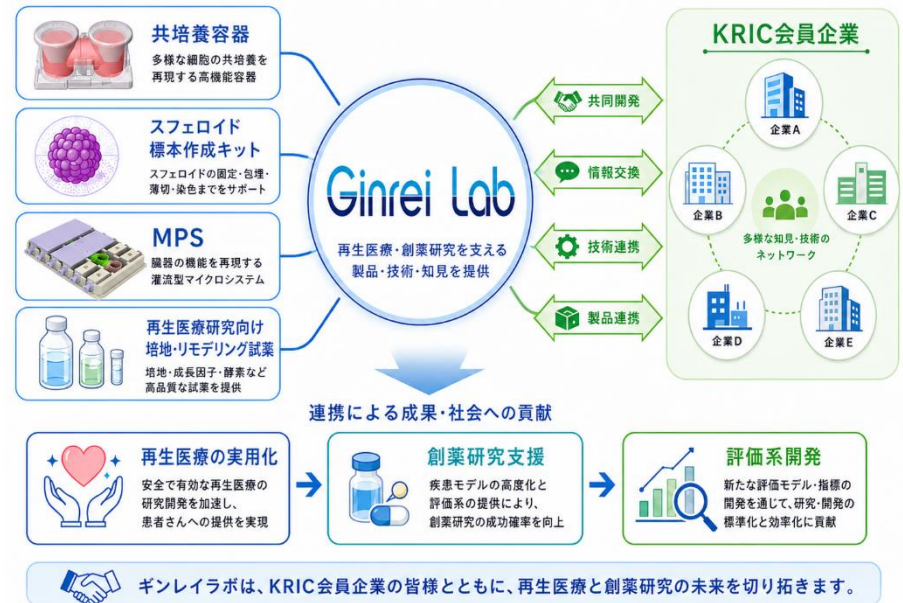 共培養容器
多様な細胞の共培養を
再現する高機能容器
スフェロイド
標本作成キット
スフェロイドの固定・包埋・
薄切・染色までをサポート
MPS
臓器の機能を再現する
灌流型マイクロシステム
再生医療研究向け
培地・リモデリング試薬
培地・成長因子・酵素など
高品質な試薬を提供
Ginrei Lab
再生医療・創薬研究を支える
製品・技術・知見を提供
共同開発
情報交換
技術連携
製品連携
KRIC会員企業
企業A
企業B
企業C
多様な知見・技術の
ネットワーク
企業D
企業E
連携による成果・社会への貢献
再生医療の実用化
安全で有効な再生医療の
研究開発を加速し、
患者さんへの提供を実現
創薬研究支援
疾患モデルの高度化と
評価系の提供により、
創薬研究の成功確率を向上
評価系開発
新たな評価モデル・指標の
開発を通じて、研究・開発の
標準化と効率化に貢献
ギンレイラボは、KRIC会員企業の皆様とともに、再生医療と創薬研究の未来を切り拓きます。